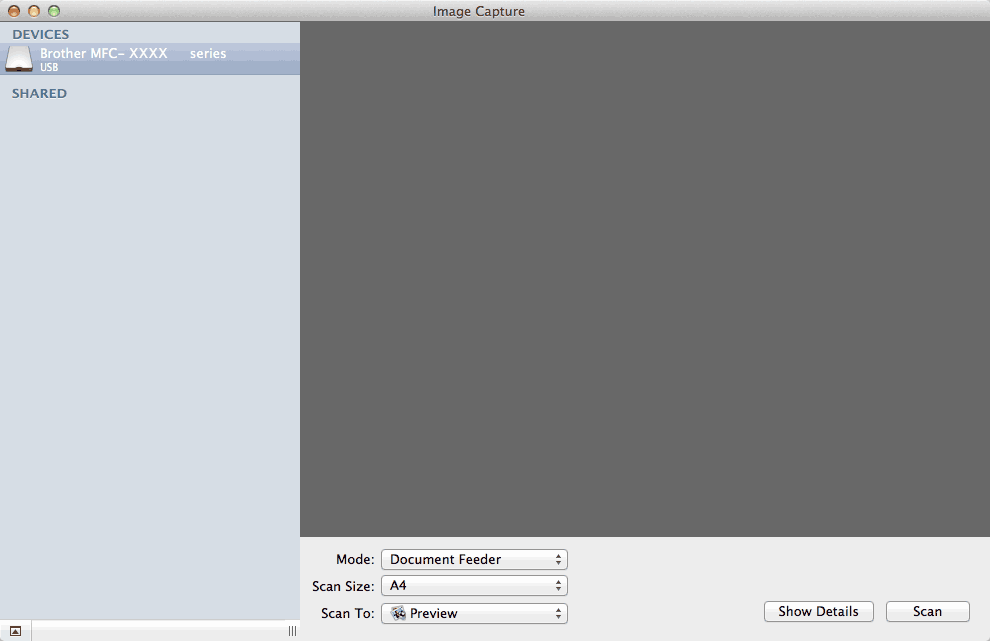 Image Capture
DEVICES
Brother MFC- XXXX series
USB
SHARED
Mode: Document Feeder
Scan Size: A4
Scan To: Preview
Show Details Scan